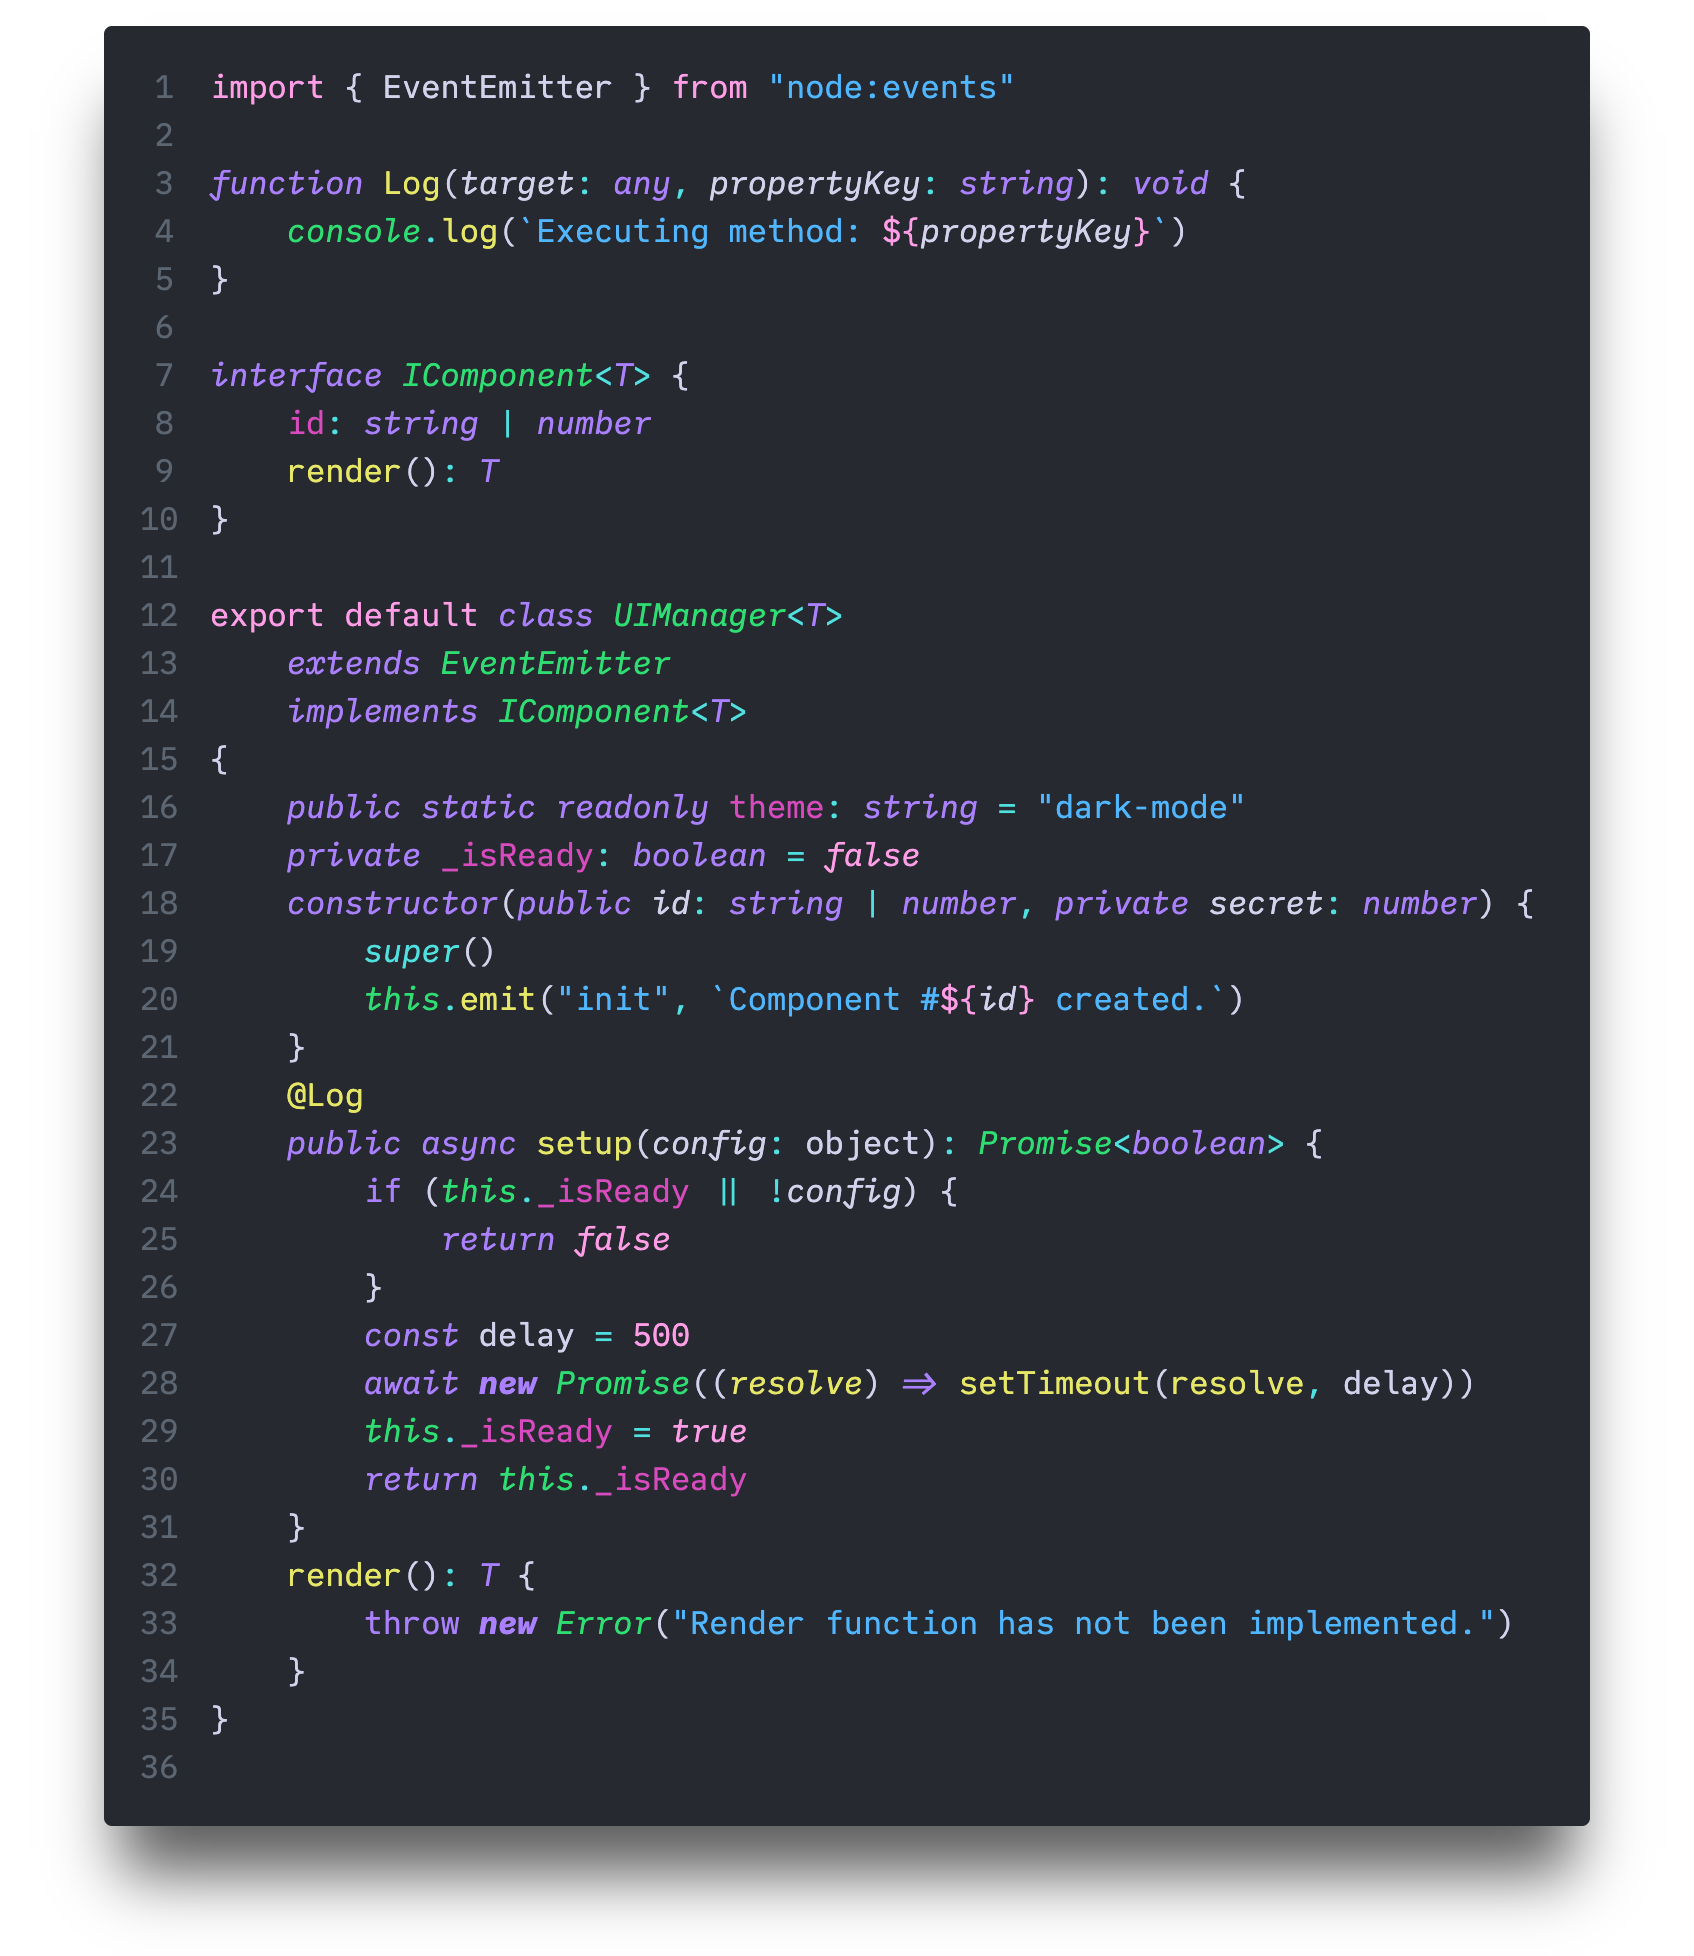 1 import { EventEmitter } from "node:events"
2
3 function Log(target: any, propertyKey: string): void {
4     console.log(`Executing method: ${propertyKey}`)
5 }
6
7 interface IComponent<T> {
8     id: string | number
9     render(): T
10 }
11
12 export default class UIManager<T>
13     extends EventEmitter
14     implements IComponent<T>
15 {
16     public static readonly theme: string = "dark-mode"
17     private _isReady: boolean = false
18     constructor(public id: string | number, private secret: number) {
19         super()
20         this.emit("init", `Component #${id} created.`)
21     }
22     @Log
23     public async setup(config: object): Promise<boolean> {
24         if (this._isReady || !config) {
25             return false
26         }
27         const delay = 500
28         await new Promise((resolve) => setTimeout(resolve, delay))
29         this._isReady = true
30         return this._isReady
31     }
32     render(): T {
33         throw new Error("Render function has not been implemented.")
34     }
35 }
36